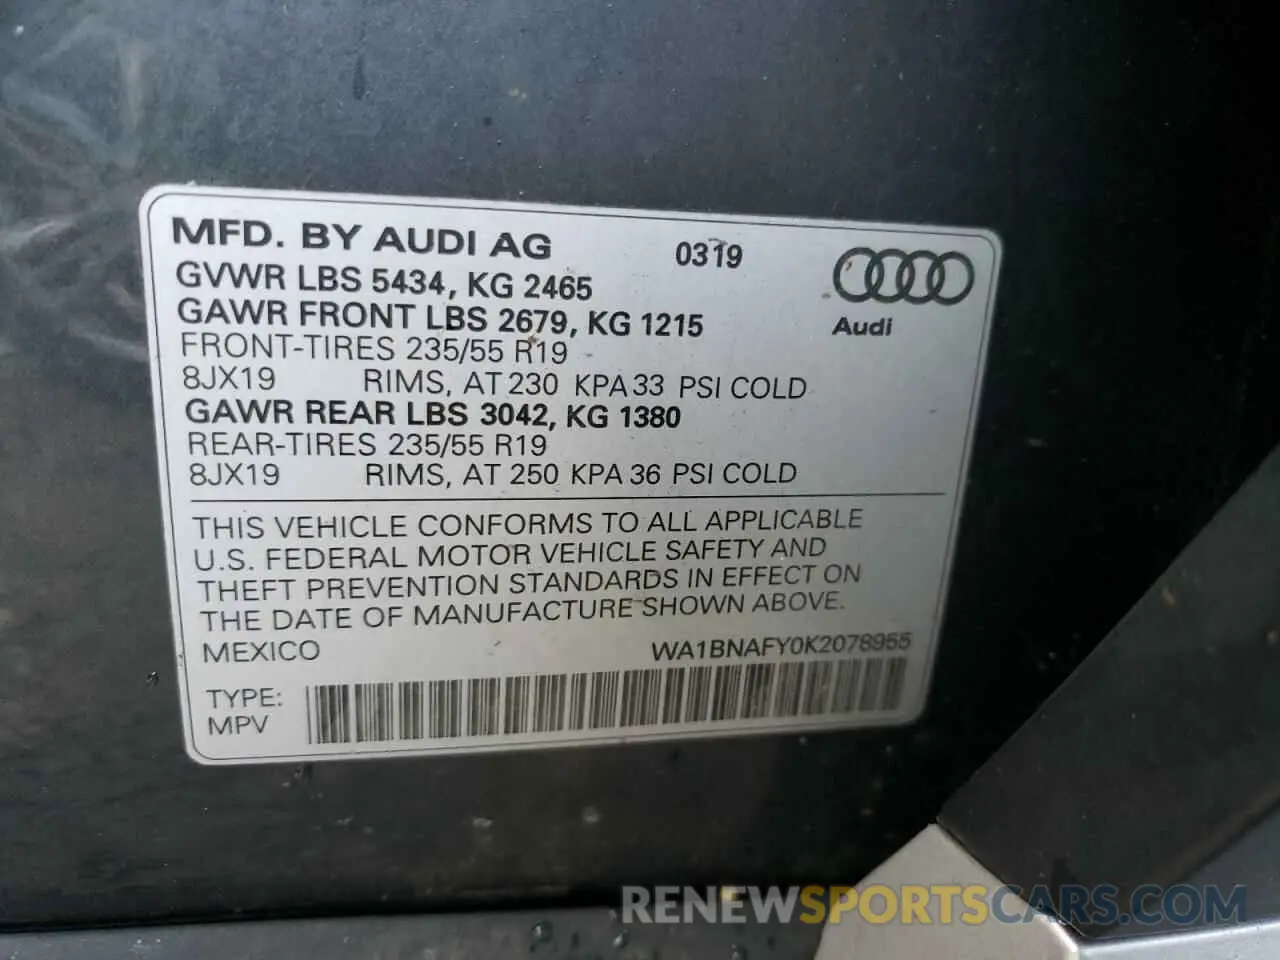 MFD. BY AUDI AG 0319
GVWR LBS 5434, KG 2465
GAWR FRONT LBS 2679, KG 1215
Audi
FRONT-TIRES 235/55 R19
8JX19 RIMS, AT 230 KPA 33 PSI COLD
GAWR REAR LBS 3042, KG 1380
REAR-TIRES 235/55 R19
8JX19 RIMS, AT 250 KPA 36 PSI COLD
THIS VEHICLE CONFORMS TO ALL APPLICABLE
U.S. FEDERAL MOTOR VEHICLE SAFETY AND
THEFT PREVENTION STANDARDS IN EFFECT ON
THE DATE OF MANUFACTURE SHOWN ABOVE.
MEXICO WA1BNAFY0K2078955
TYPE:
MPV
RENEWSPORTSCARS.COM